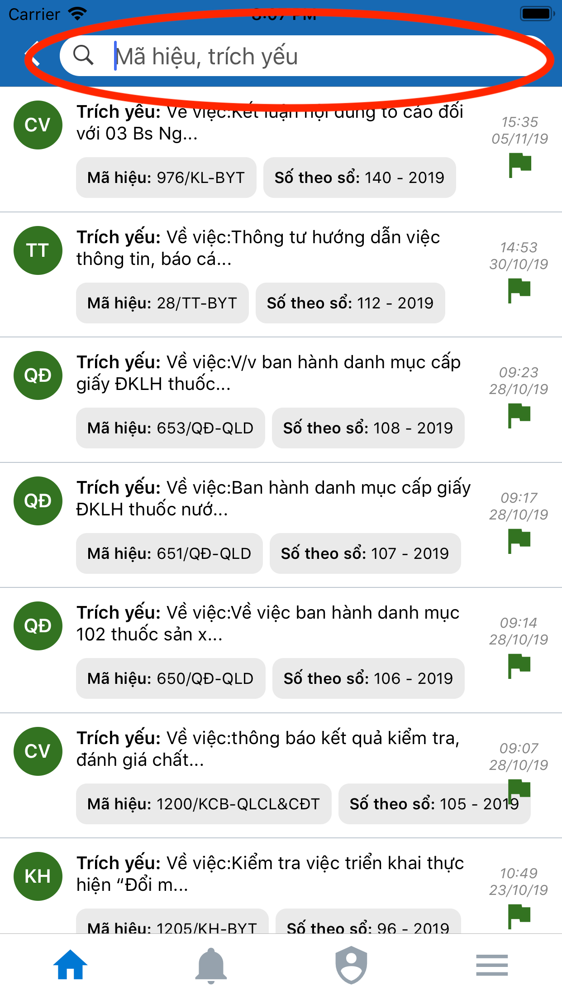 Carrier
Mã hiệu, trích yếu
CV
Trích yếu: Về việc:Kết luận nội dung tố cáo đối
với 03 Bs Ng...
15:35
05/11/19
Mã hiệu: 976/KL-BYT
Số theo sổ: 140 - 2019
TT
Trích yếu: Về việc:Thông tư hướng dẫn việc
thông tin, báo cá...
14:53
30/10/19
Mã hiệu: 28/TT-BYT
Số theo sổ: 112 - 2019
QĐ
Trích yếu: Về việc:V/v ban hành danh mục cấp
giấy ĐKLH thuốc...
09:23
28/10/19
Mã hiệu: 653/QĐ-QLD
Số theo sổ: 108 - 2019
QĐ
Trích yếu: Về việc:Ban hành danh mục cấp giấy
ĐKLH thuốc nướ...
09:17
28/10/19
Mã hiệu: 651/QĐ-QLD
Số theo sổ: 107 - 2019
QĐ
Trích yếu: Về việc:Về việc ban hành danh mục
102 thuốc sản x...
09:14
28/10/19
Mã hiệu: 650/QĐ-QLD
Số theo sổ: 106 - 2019
CV
Trích yếu: Về việc:thông báo kết quả kiểm tra,
đánh giá chất...
09:07
28/10/19
Mã hiệu: 1200/KCB-QLCL&CĐT
Số theo sổ: 105 - 2019
KH
Trích yếu: Về việc:Kiểm tra việc triển khai thực
hiện “Đổi m...
10:49
23/10/19
Mã hiệu: 1205/KH-BYT
Số theo sổ: 96 - 2019